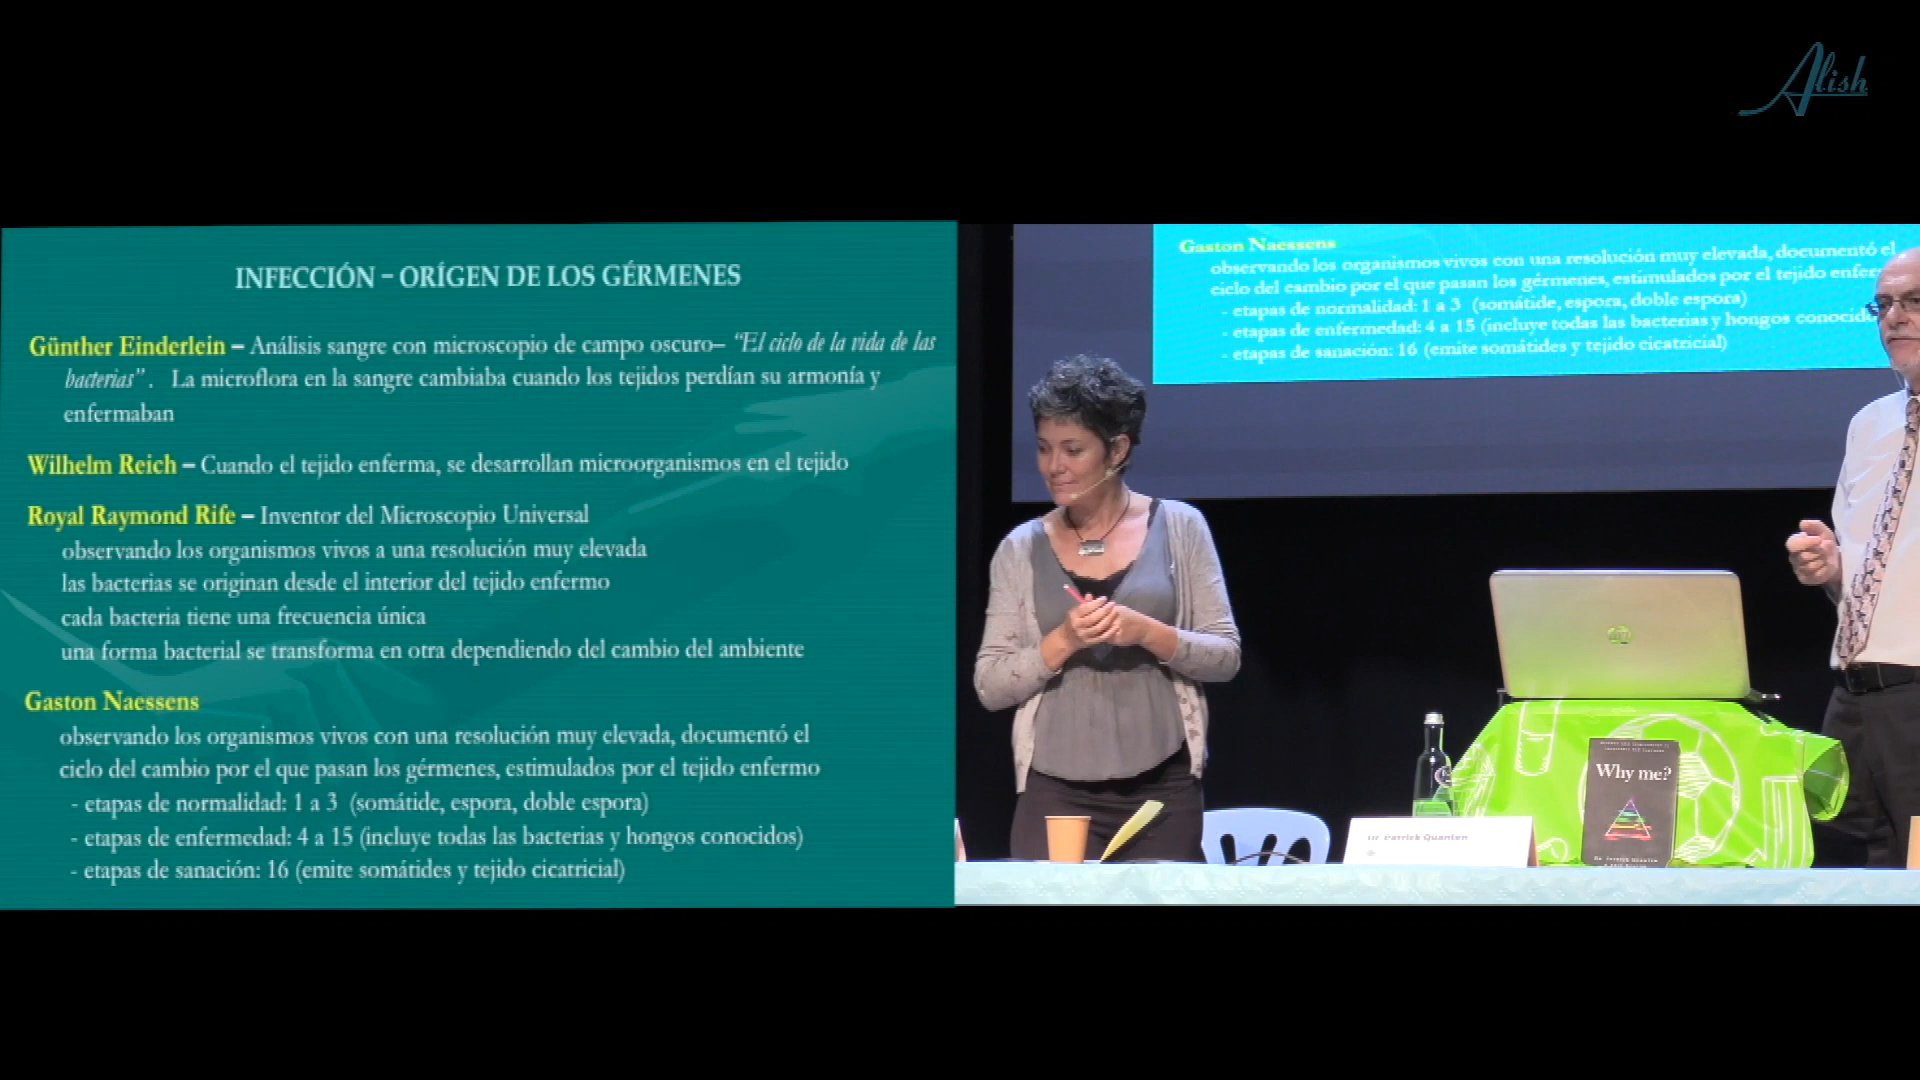 Alish
INFECCIÓN – ORÍGEN DE LOS GÉRMENES
Günther Einderlein – Análisis sangre con microscopio de campo oscuro– “El ciclo de la vida de las
bacterias”. La microflora en la sangre cambiaba cuando los tejidos perdían su armonía y
enfermaban
Wilhelm Reich – Cuando el tejido enferma, se desarrollan microorganismos en el tejido
Royal Raymond Rife – Inventor del Microscopio Universal
observando los organismos vivos a una resolución muy elevada
las bacterias se originan desde el interior del tejido enfermo
cada bacteria tiene una frecuencia única
una forma bacterial se transforma en otra dependiendo del cambio del ambiente
Gaston Naessens
observando los organismos vivos con una resolución muy elevada, documentó el
ciclo del cambio por el que pasan los gérmenes, estimulados por el tejido enfermo
- etapas de normalidad: 1 a 3 (somátide, espora, doble espora)
- etapas de enfermedad: 4 a 15 (incluye todas las bacterias y hongos conocidos)
- etapas de sanación: 16 (emite somátides y tejido cicatricial)
Gaston Naessens
observando los organismos vivos con una resolución muy elevada, documentó el
ciclo del cambio por el que pasan los gérmenes, estimulados por el tejido enfer
- etapas de normalidad: 1 a 3 (somátide, espora, doble espora)
- etapas de enfermedad: 4 a 15 (incluye todas las bacterias y hongos conocido
- etapas de sanación: 16 (emite somátides y tejido cicatricial)
hp
Why me?
Dr. Patrick Quanten
Dr. Patrick Quanten